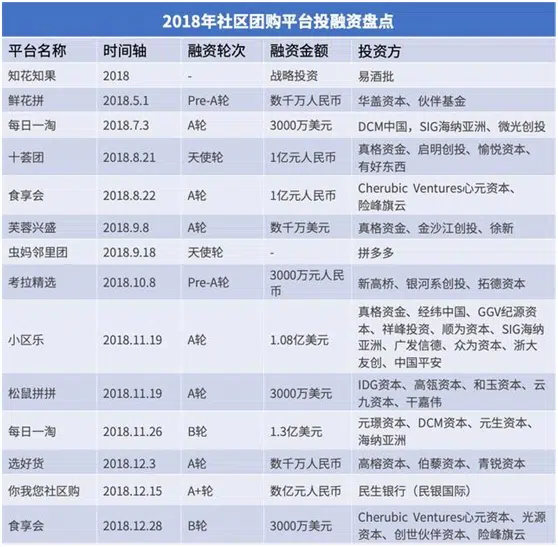 2018年社区团购平台投融资盘点
平台名称 时间轴 融资轮次 融资金额 投资方
知花知果 2018 - 战略投资 易酒批
鲜花拼 2018.5.1 Pre-A轮 数千万人民币 华盖资本、伙伴基金
每日一淘 2018.7.3 A轮 3000万美元 DCM中国，SIG海纳亚洲、微光创投
十荟团 2018.8.21 天使轮 1亿元人民币 真格资金、启明创投、愉悦资本、
有好东西
食享会 2018.8.22 A轮 1亿元人民币 Cherubic Ventures心元资本、
险峰旗云
芙蓉兴盛 2018.9.8 A轮 数千万美元 真格资金、金沙江创投、徐新
虫妈邻里团 2018.9.18 天使轮 - 拼多多
考拉精选 2018.10.8 Pre-A轮 3000万元人民
币 新高桥、银河系创投、拓德资本
小区乐 2018.11.19 A轮 1.08亿美元 真格资金、经纬中国、GGV纪源资
本、祥峰投资、顺为资本、SIG海纳
亚洲、广发信德、众为资本、浙大
友创、中国平安
松鼠拼拼 2018.11.19 A轮 3000万美元 IDG资本、高瓴资本、和玉资本、云
九资本、干嘉伟
每日一淘 2018.11.26 B轮 1.3亿美元 元璟资本、DCM资本、元生资本、
海纳亚洲
选好货 2018.12.3 A轮 数千万人民币 高榕资本、伯藜资本、青锐资本
你我您社区购 2018.12.15 A+轮 数亿元人民币 民生银行（民银国际）
食享会 2018.12.28 B轮 3000万美元 Cherubic Ventures心元资本、光源
资本、创世伙伴资本、险峰旗云